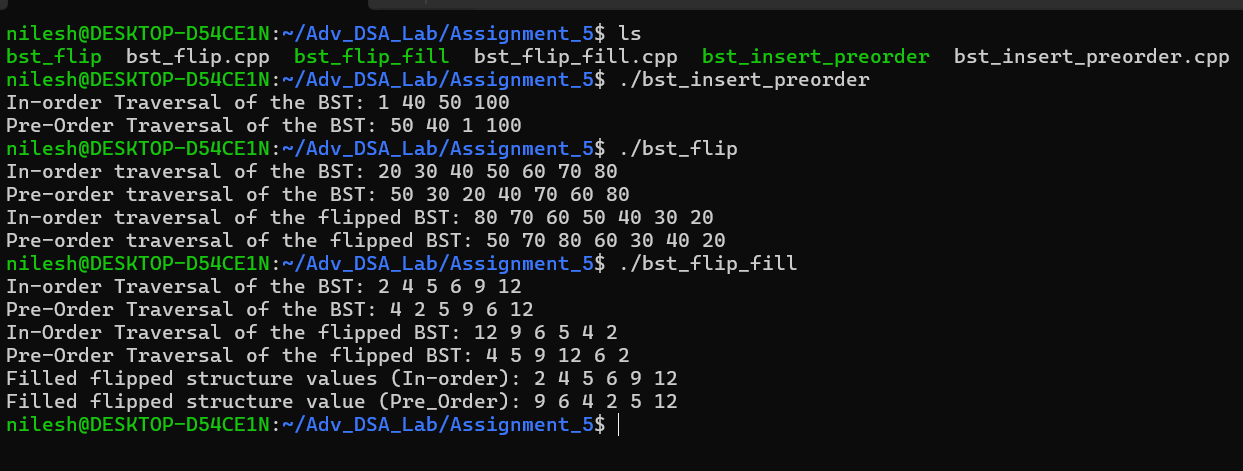 nilesh@DESKTOP-D54CE1N:~/Adv_DSA_Lab/Assignment_5$ ls
bst_flip  bst_flip.cpp  bst_flip_fill  bst_flip_fill.cpp  bst_insert_preorder  bst_insert_preorder.cpp
nilesh@DESKTOP-D54CE1N:~/Adv_DSA_Lab/Assignment_5$ ./bst_insert_preorder
In-order Traversal of the BST: 1 40 50 100
Pre-Order Traversal of the BST: 50 40 1 100
nilesh@DESKTOP-D54CE1N:~/Adv_DSA_Lab/Assignment_5$ ./bst_flip
In-order traversal of the BST: 20 30 40 50 60 70 80
Pre-order traversal of the BST: 50 30 20 40 70 60 80
In-order traversal of the flipped BST: 80 70 60 50 40 30 20
Pre-order traversal of the flipped BST: 50 70 80 60 30 40 20
nilesh@DESKTOP-D54CE1N:~/Adv_DSA_Lab/Assignment_5$ ./bst_flip_fill
In-order Traversal of the BST: 2 4 5 6 9 12
Pre-Order Traversal of the BST: 4 2 5 9 6 12
In-Order Traversal of the flipped BST: 12 9 6 5 4 2
Pre-Order Traversal of the flipped BST: 4 5 9 12 6 2
Filled flipped structure values (In-order): 2 4 5 6 9 12
Filled flipped structure value (Pre_Order): 9 6 4 2 5 12
nilesh@DESKTOP-D54CE1N:~/Adv_DSA_Lab/Assignment_5$